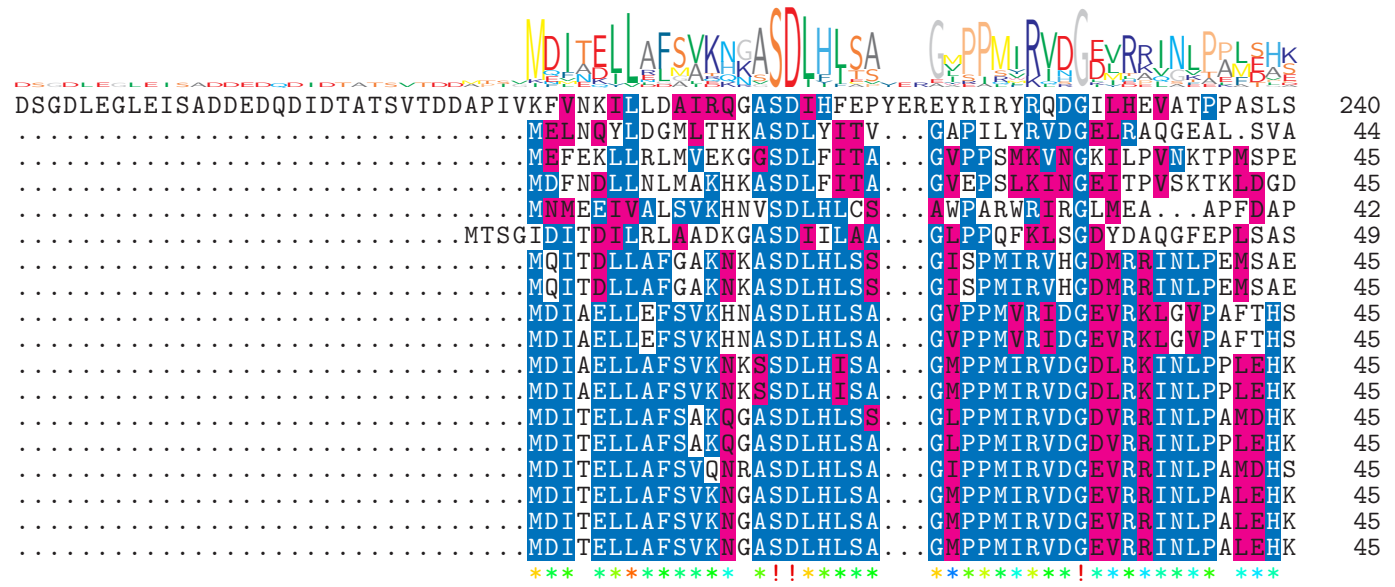 DSGDLEGLEISADDEDQDIDTATSVTDDAPIVKFVNKILLDAIRQGASDIHFEPYEREYRIRYRQDGILHEVATPPASLS 240
................................MELNQYLDGMLTHKASDLYITV...GAPILYRVDGELRAQGEAL.SVA 44
................................MEFEKLLRLMVEKGGSDLFITA...GVPPSMKVNGKILPVNKTPMSPE 45
................................MDFNDLLNLMAKHKASDLFITA...GVEPSLKINGEITPVSKTKLDGD 45
................................MNMEEIVALSVKHNVSDLHLCS...AWPARWRIRGLMEA...APFDAP 42
............................MTSGIDITDILRLAADKGASDIILAA...GLPPQFKLSGDYDAQGFEPLSAS 49
................................MQITDLLAFGAKNKASDLHLSS...GISPMIRVHGDMRRINLPEMSAE 45
................................MQITDLLAFGAKNKASDLHLSS...GISPMIRVHGDMRRINLPEMSAE 45
................................MDIAELLEFSVKHNASDLHLSA...GVPPMVRIDGEVRKLGVPAFTHS 45
................................MDIAELLEFSVKHNASDLHLSA...GVPPMVRIDGEVRKLGVPAFTHS 45
................................MDIAELLAFSVKNKSSDLHISA...GMPPMIRVDGDLRKINLPPLEHK 45
................................MDIAELLAFSVKNKSSDLHISA...GMPPMIRVDGDLRKINLPPLEHK 45
................................MDITELLAFSAKQGASDLHLSS...GLPPMIRVDGDVRRINLPAMDHK 45
................................MDITELLAFSAKQGASDLHLSA...GLPPMIRVDGDVRRINLPPLEHK 45
................................MDITELLAFSVQNRASDLHLSA...GIPPMIRVDGEVRRINLPAMDHS 45
................................MDITELLAFSVKNGASDLHLSA...GMPPMIRVDGEVRRINLPALEHK 45
................................MDITELLAFSVKNGASDLHLSA...GMPPMIRVDGEVRRINLPALEHK 45
................................MDITELLAFSVKNGASDLHLSA...GMPPMIRVDGEVRRINLPALEHK 45
*** ********* *!!*****   *********!******** ***